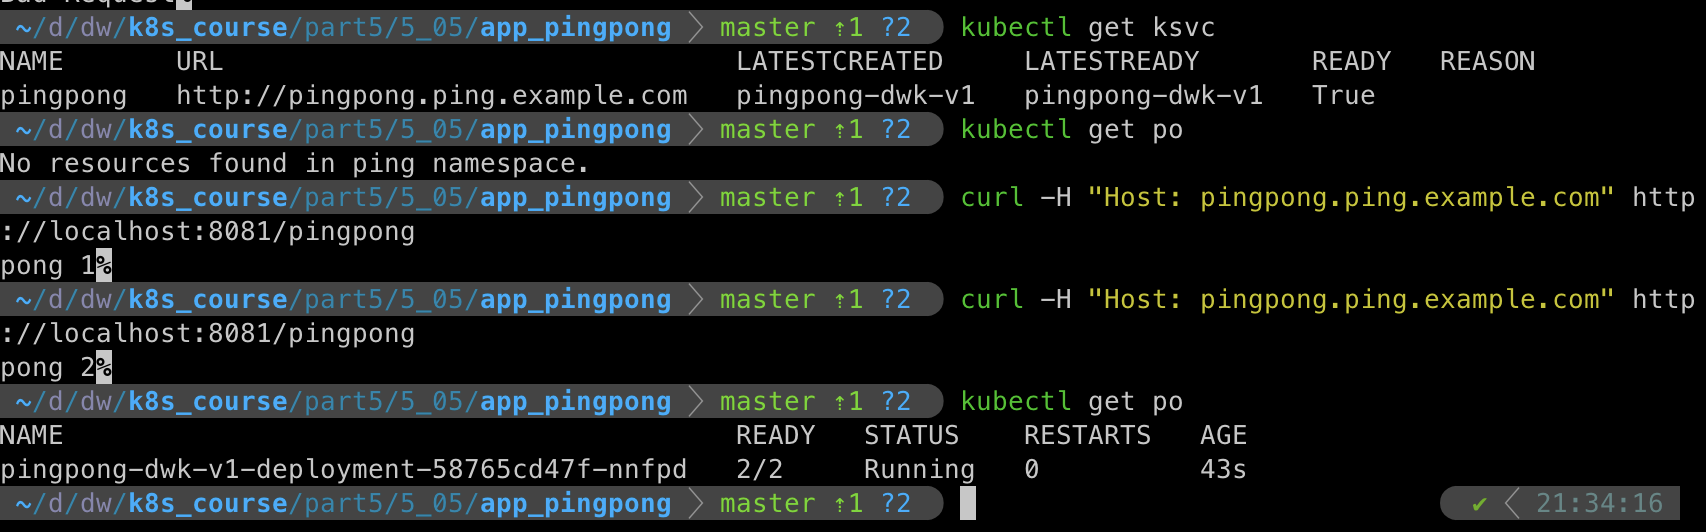 ~/d/dw/k8s_course/part5/5_05/app_pingpong master ⇡1 ?2 kubectl get ksvc
NAME URL LATESTCREATED LATESTREADY READY REASON
pingpong http://pingpong.ping.example.com pingpong-dwk-v1 pingpong-dwk-v1 True
~/d/dw/k8s_course/part5/5_05/app_pingpong master ⇡1 ?2 kubectl get po
No resources found in ping namespace.
~/d/dw/k8s_course/part5/5_05/app_pingpong master ⇡1 ?2 curl -H "Host: pingpong.ping.example.com" http
://localhost:8081/pingpong
pong 1%
~/d/dw/k8s_course/part5/5_05/app_pingpong master ⇡1 ?2 curl -H "Host: pingpong.ping.example.com" http
://localhost:8081/pingpong
pong 2%
~/d/dw/k8s_course/part5/5_05/app_pingpong master ⇡1 ?2 kubectl get po
NAME READY STATUS RESTARTS AGE
pingpong-dwk-v1-deployment-58765cd47f-nnfpd 2/2 Running 0 43s
~/d/dw/k8s_course/part5/5_05/app_pingpong master ⇡1 ?2 ✔ 21:34:16